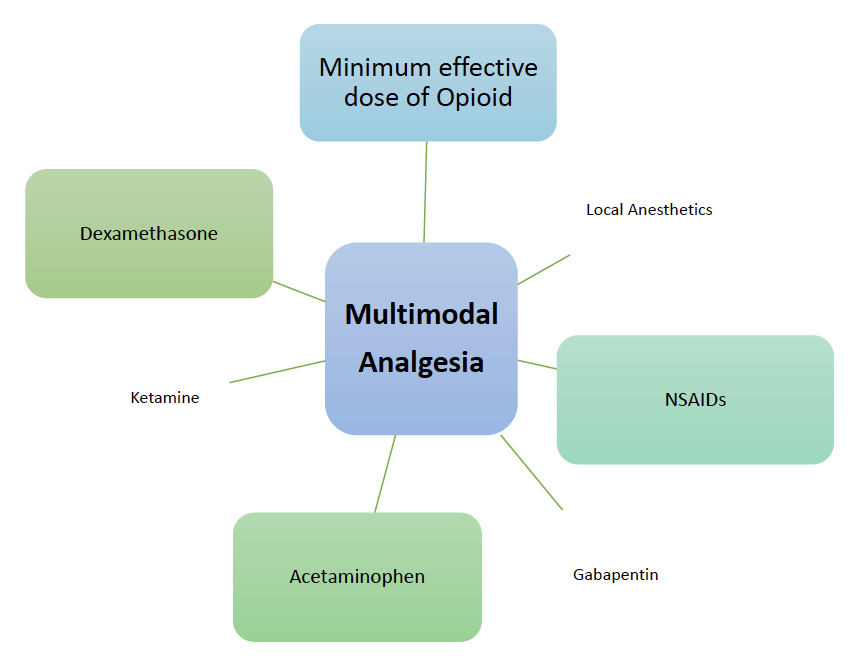 Minimum effective
dose of Opioid
Local Anesthetics
Dexamethasone
Multimodal
Analgesia
NSAIDs
Ketamine
Acetaminophen
Gabapentin